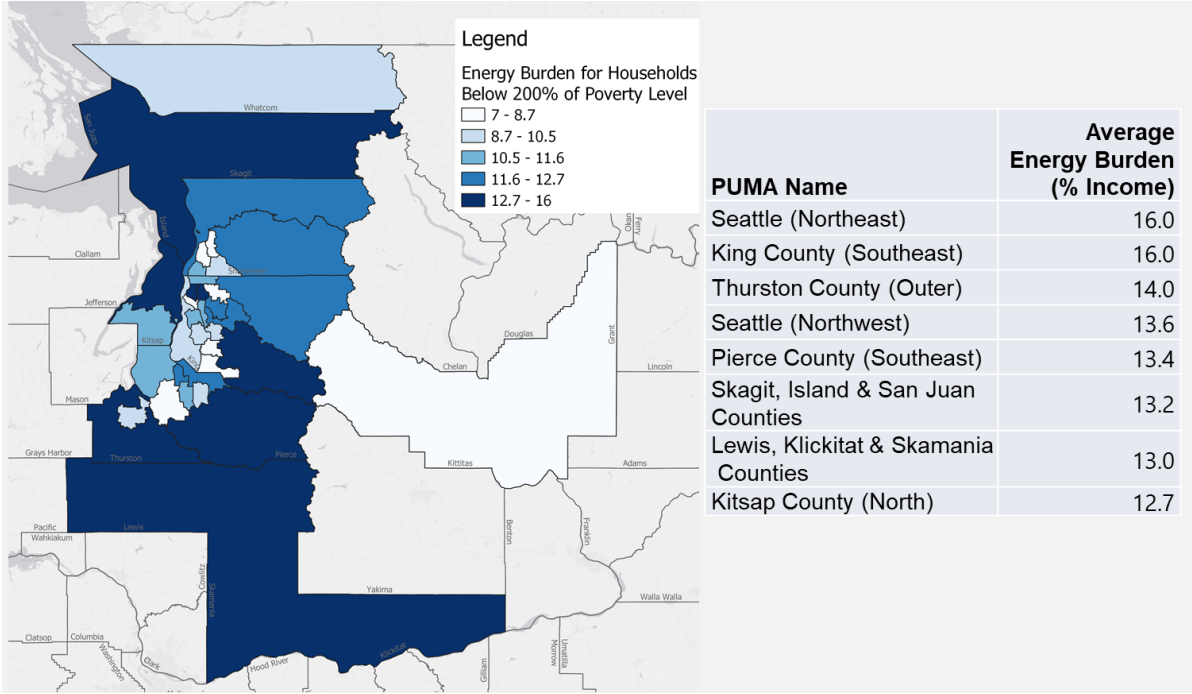 Legend
Energy Burden for Households
Below 200% of Poverty Level
7 - 8.7
8.7 - 10.5
10.5 - 11.6
11.6 - 12.7
12.7 - 16
Whatcom
San Juan
Skagit
Island
Clallam
Jefferson
Kitsap
Mason
Grays Harbor
Thurston
Pierce
Pacific
Wahkiakum
Lewis
Cowlitz
Skamania
Clatsop
Columbia
Washington
Clark
Hood River
Klickitat
Gilliam
Morrow
Umatilla
Walla Walla
Yakima
Benton
Franklin
Adams
Kittitas
Chelan
Douglas
Grant
Lincoln
Ferry
PUMA Name
Average
Energy Burden
(% Income)
Seattle (Northeast) 16.0
King County (Southeast) 16.0
Thurston County (Outer) 14.0
Seattle (Northwest) 13.6
Pierce County (Southeast) 13.4
Skagit, Island & San Juan
Counties 13.2
Lewis, Klickitat & Skamania
Counties 13.0
Kitsap County (North) 12.7